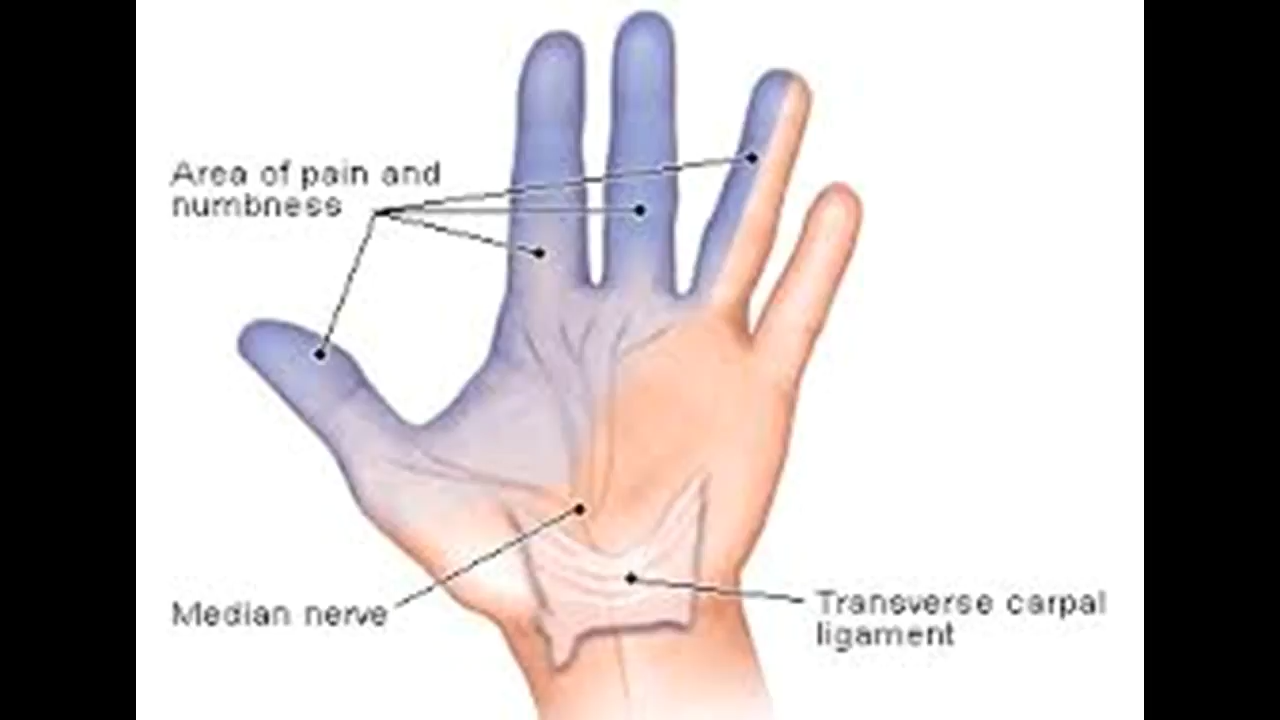 Area of pain and
numbness
Median nerve
Transverse carpal
ligament